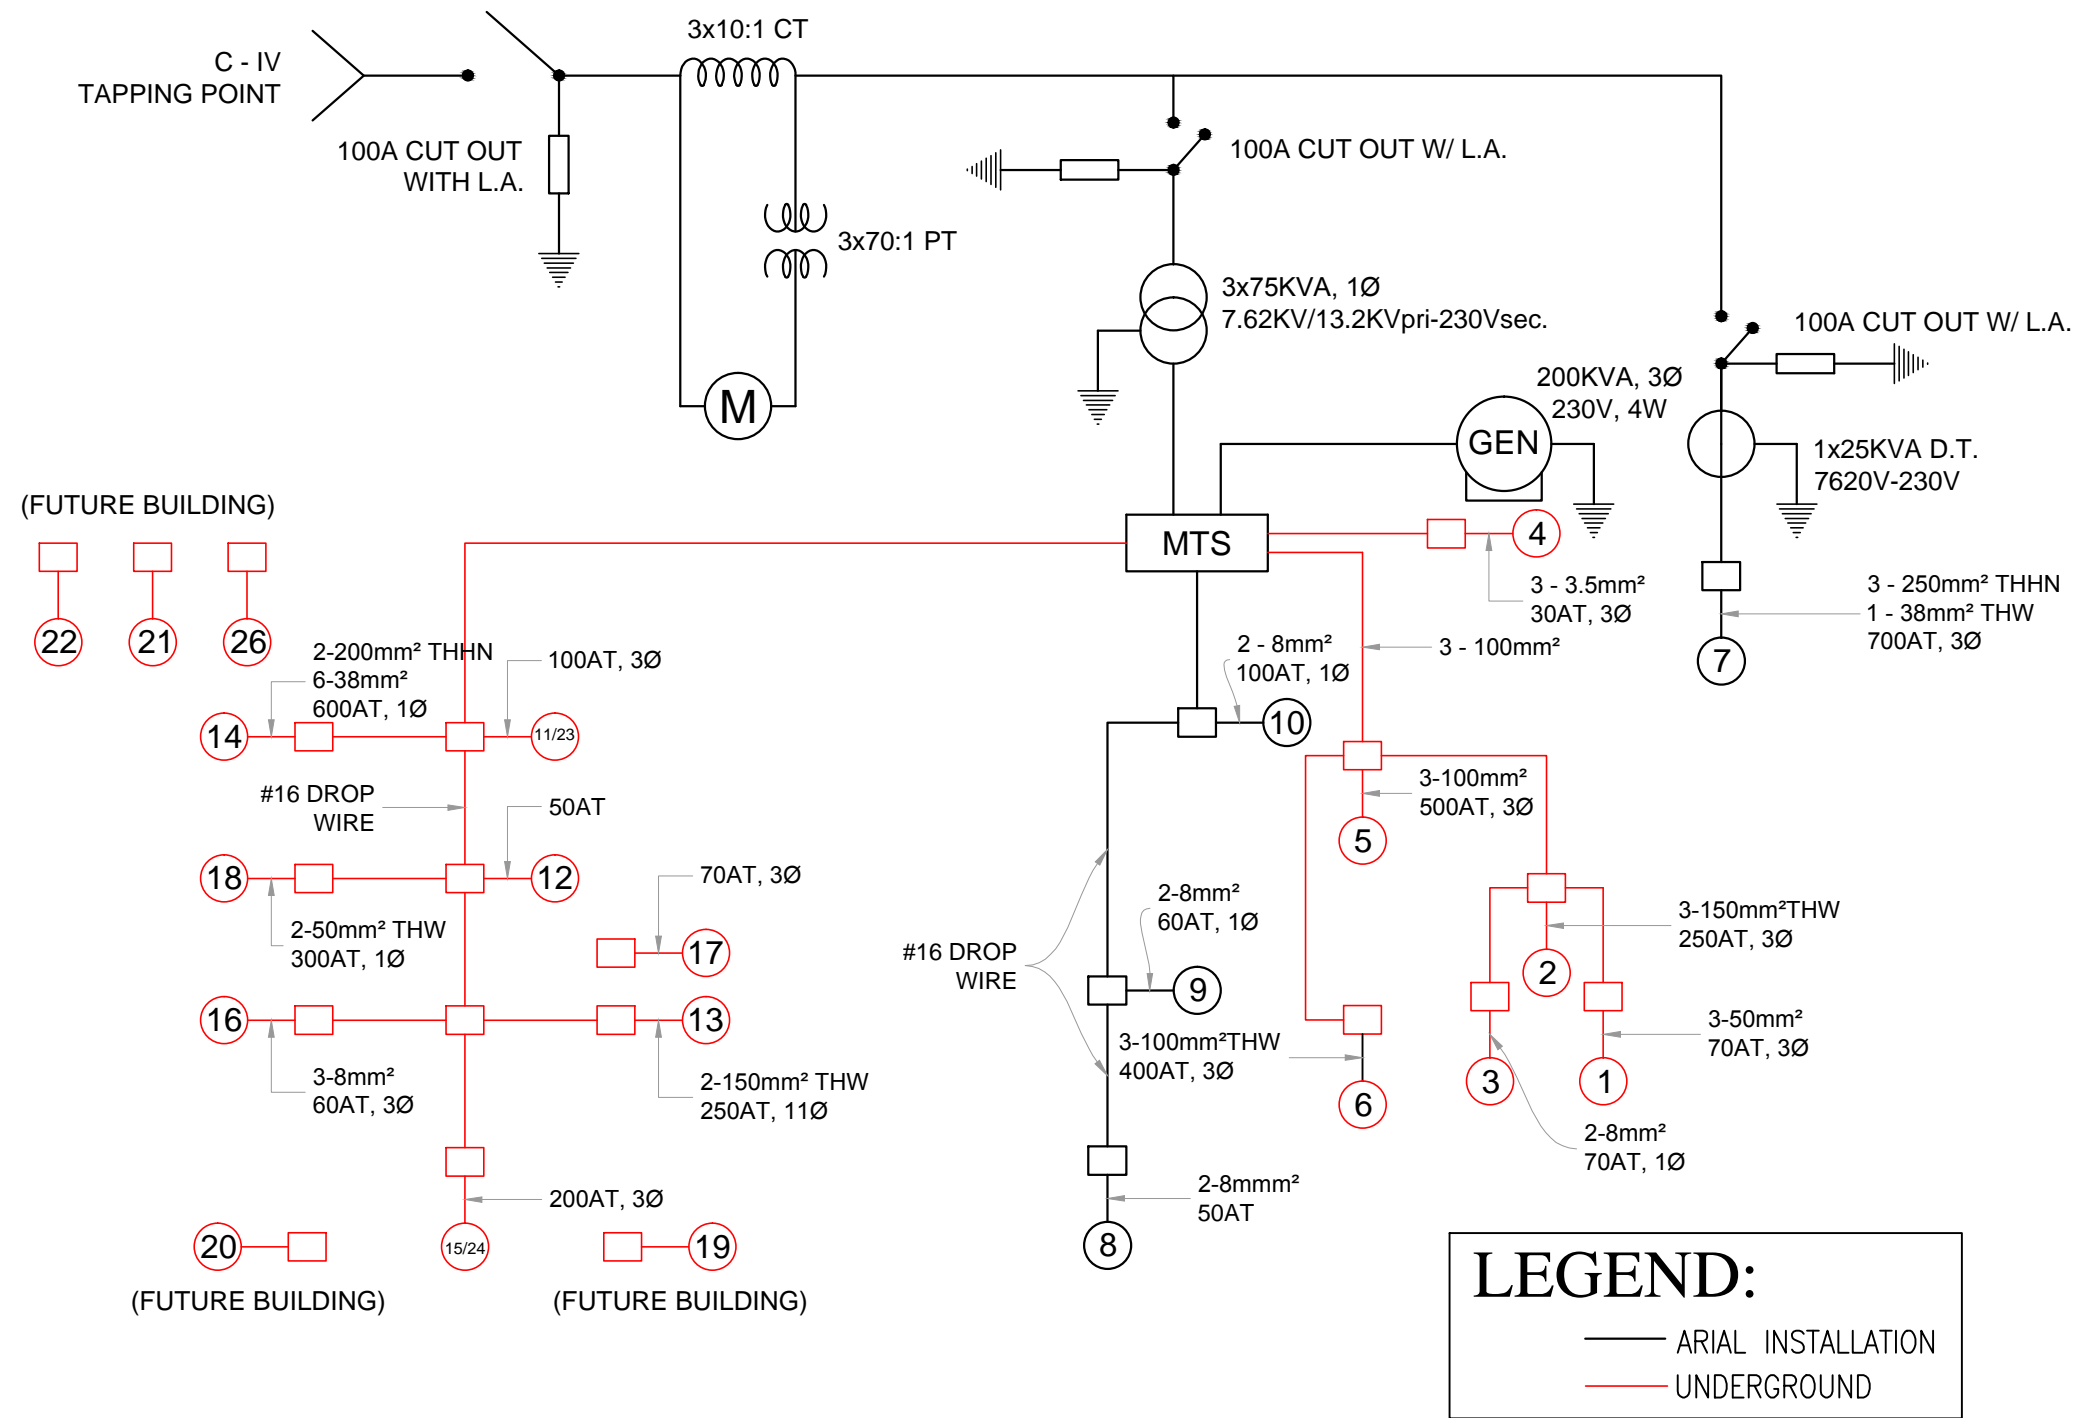 3x10:1 CT
C - IV
TAPPING POINT
100A CUT OUT
WITH L.A.
100A CUT OUT W/ L.A.
3x70:1 PT
3x75KVA, 1Ø
7.62KV/13.2KVpri-230Vsec.
100A CUT OUT W/ L.A.
M
200KVA, 3Ø
230V, 4W
GEN
1x25KVA D.T.
7620V-230V
(FUTURE BUILDING)
MTS
4
22
21
26
3 - 3.5mm²
30AT, 3Ø
3 - 250mm² THHN
1 - 38mm² THW
700AT, 3Ø
7
2-200mm² THHN
6-38mm²
600AT, 1Ø
100AT, 3Ø
2 - 8mm²
100AT, 1Ø
3 - 100mm²
14
11/23
10
#16 DROP
WIRE
50AT
3-100mm²
500AT, 3Ø
5
18
12
70AT, 3Ø
2-50mm² THW
300AT, 1Ø
17
2-8mm²
60AT, 1Ø
3-150mm²THW
250AT, 3Ø
#16 DROP
WIRE
9
2
16
13
3-8mm²
60AT, 3Ø
2-150mm² THW
250AT, 11Ø
3-100mm²THW
400AT, 3Ø
3-50mm²
70AT, 3Ø
6
3
1
2-8mm²
70AT, 1Ø
200AT, 3Ø
2-8mmm²
50AT
20
15/24
19
8
(FUTURE BUILDING)
(FUTURE BUILDING)
LEGEND:
ARIAL INSTALLATION
UNDERGROUND